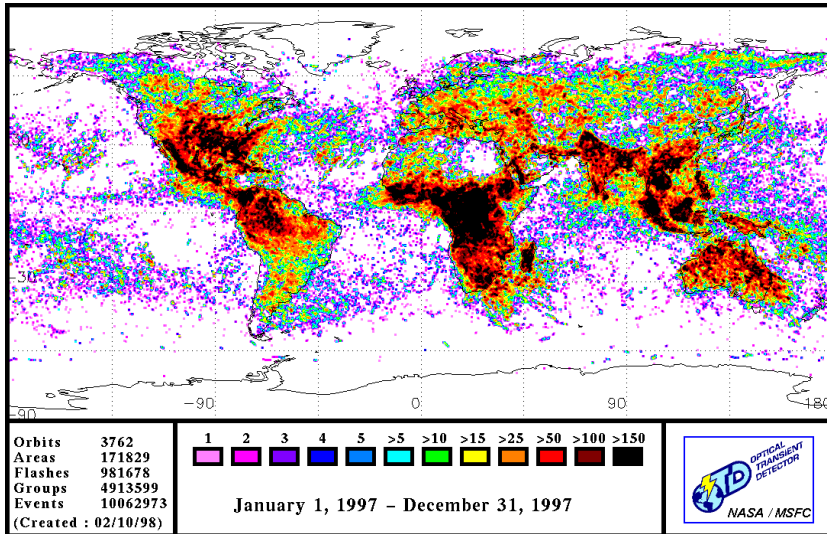 -30
-90 -90 0 90 180
Orbits 3762
Areas 171829
Flashes 981678
Groups 4913599
Events 10062973
(Created : 02/10/98)
1 2 3 4 5 >5 >10 >15 >25 >50 >100 >150
January 1, 1997 – December 31, 1997
OTD
OPTICAL
TRANSIENT
DETECTOR
NASA / MSFC